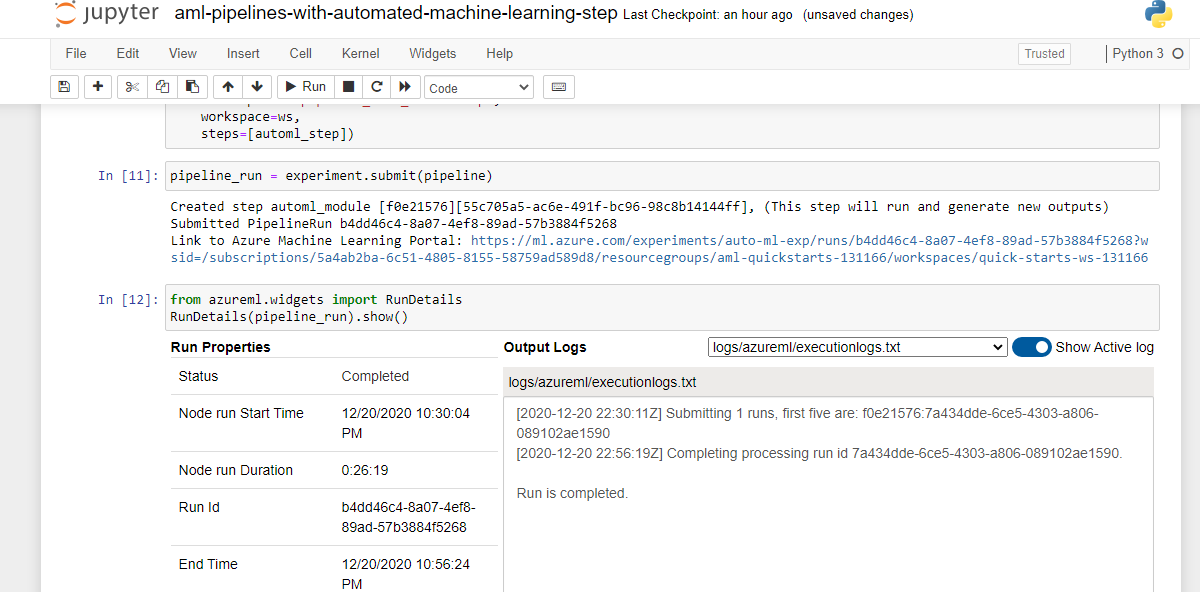 jupyter aml-pipelines-with-automated-machine-learning-step Last Checkpoint: an hour ago (unsaved changes)
File Edit View Insert Cell Kernel Widgets Help Trusted Python 3
Run Code
workspace=ws,
steps=[automl_step])
In [11]: pipeline_run = experiment.submit(pipeline)
Created step automl_module [f0e21576][55c705a5-ac6e-491f-bc96-98c8b14144ff], (This step will run and generate new outputs)
Submitted PipelineRun b4dd46c4-8a07-4ef8-89ad-57b3884f5268
Link to Azure Machine Learning Portal: https://ml.azure.com/experiments/auto-ml-exp/runs/b4dd46c4-8a07-4ef8-89ad-57b3884f5268?w
sid=/subscriptions/5a4ab2ba-6c51-4805-8155-58759ad589d8/resourcegroups/aml-quickstarts-131166/workspaces/quick-starts-ws-131166
In [12]: from azureml.widgets import RunDetails
RunDetails(pipeline_run).show()
Run Properties
Status Completed
Node run Start Time 12/20/2020 10:30:04
PM
Node run Duration 0:26:19
Run Id b4dd46c4-8a07-4ef8-
89ad-57b3884f5268
End Time 12/20/2020 10:56:24
PM
Output Logs logs/azureml/executionlogs.txt Show Active log
logs/azureml/executionlogs.txt
[2020-12-20 22:30:11Z] Submitting 1 runs, first five are: f0e21576:7a434dde-6ce5-4303-a806-
089102ae1590
[2020-12-20 22:56:19Z] Completing processing run id 7a434dde-6ce5-4303-a806-089102ae1590.
Run is completed.